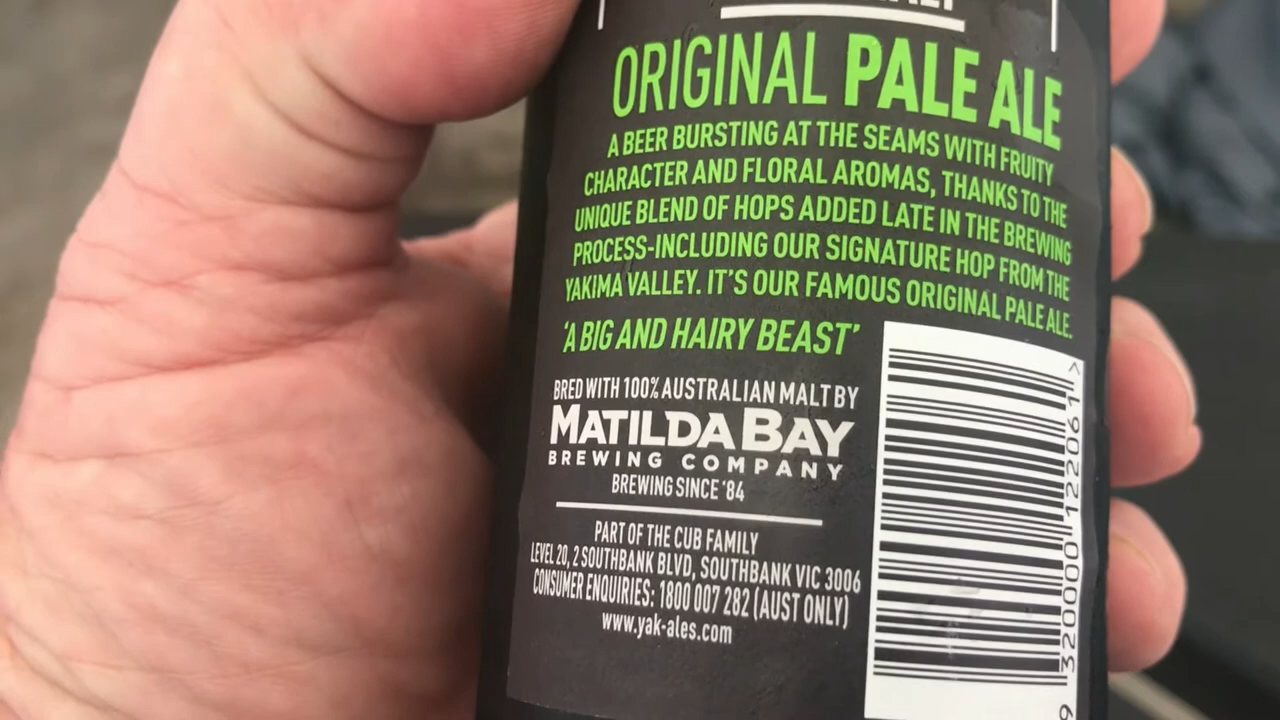 ORIGINAL PALE ALE
A BEER BURSTING AT THE SEAMS WITH FRUITY
CHARACTER AND FLORAL AROMAS, THANKS TO THE
UNIQUE BLEND OF HOPS ADDED LATE IN THE BREWING
PROCESS-INCLUDING OUR SIGNATURE HOP FROM THE
YAKIMA VALLEY. IT'S OUR FAMOUS ORIGINAL PALE ALE.
'A BIG AND HAIRY BEAST'
BRED WITH 100% AUSTRALIAN MALT BY
MATILDA BAY
BREWING COMPANY
BREWING SINCE '84
PART OF THE CUB FAMILY
LEVEL 20, 2 SOUTHBANK BLVD, SOUTHBANK VIC 3006
CONSUMER ENQUIRIES: 1800 007 282 (AUST ONLY)
www.yak-ales.com
9 320000 122061 >